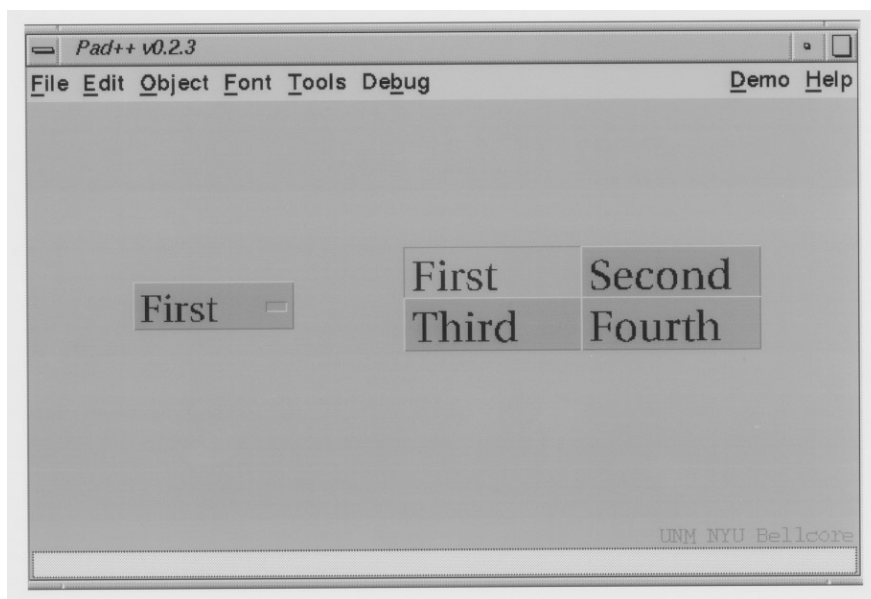 Pad++ v0.2.3
File Edit Object Font Tools Debug Demo Help
First Second
First
Third Fourth
UNM NYU Bellcore